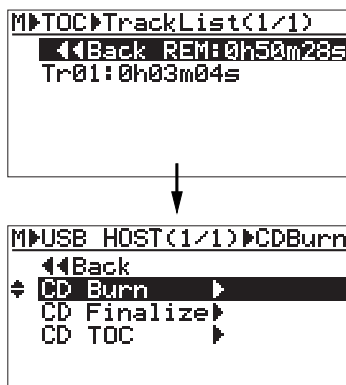 M▶TOC▶TrackList(1/1)
◀◀Back REM:0h50m28s
Tr01:0h03m04s
M▶USB HOST(1/1)▶CDBurn
◀◀Back
CD Burn ▶
CD Finalize▶
CD TOC ▶